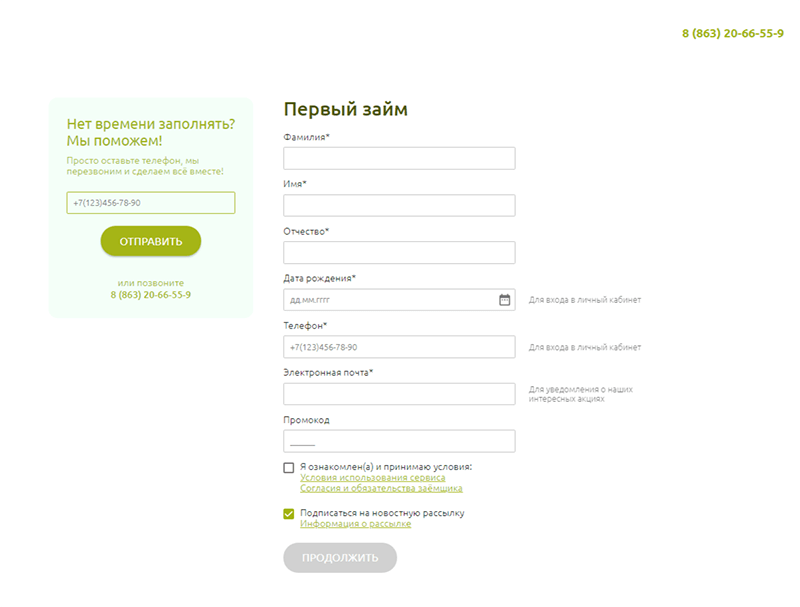 8 (863) 20-66-55-9
Нет времени заполнять?
Мы поможем!
Просто оставьте телефон, мы
перезвоним и сделаем всё вместе!
+7(123)456-78-90
ОТПРАВИТЬ
или позвоните
8 (863) 20-66-55-9
Первый займ
Фамилия*
Имя*
Отчество*
Дата рождения*
дд.мм.гггг
Для входа в личный кабинет
Телефон*
+7(123)456-78-90
Для входа в личный кабинет
Электронная почта*
Для уведомления о наших
интересных акциях
Промокод
______
Я ознакомлен(а) и принимаю условия:
Условия использования сервиса
Согласия и обязательства заёмщика
Подписаться на новостную рассылку
Информация о рассылке
ПРОДОЛЖИТЬ